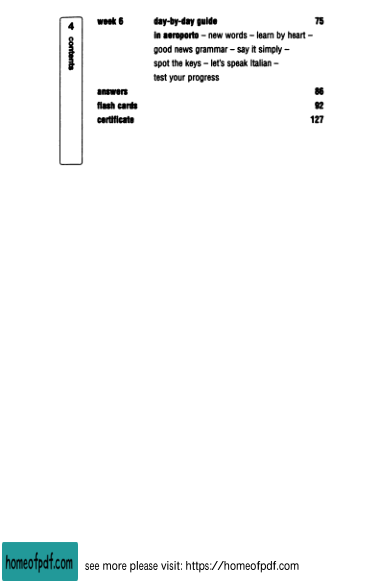 4
contents
week 6 day-by-day guide 75
in aeroporto – new words – learn by heart –
good news grammar – say it simply –
spot the keys – let's speak Italian –
test your progress
answers 86
flash cards 92
certificate 127
homeofpdf.com
see more please visit: https://homeofpdf.com